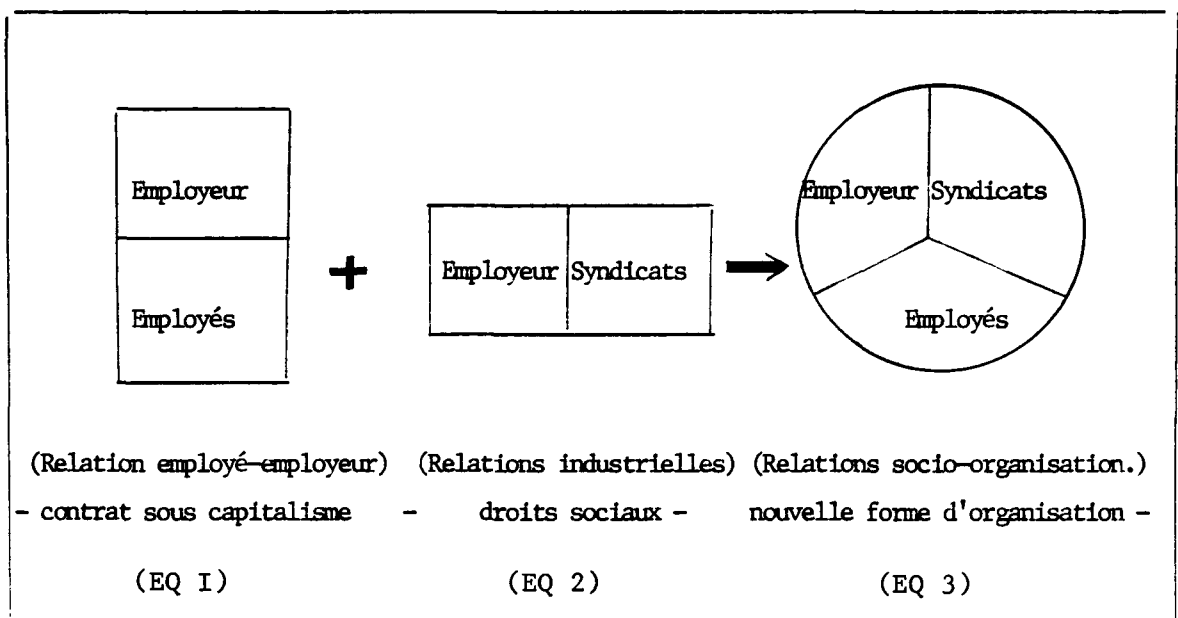 Employeur
Employés
+
Employeur Syndicats
Employeur Syndicats
Employés
(Relation employé-employeur) (Relations industrielles) (Relations socio-organisation.)
- contrat sous capitalisme - droits sociaux - nouvelle forme d'organisation -
(EQ I) (EQ 2) (EQ 3)